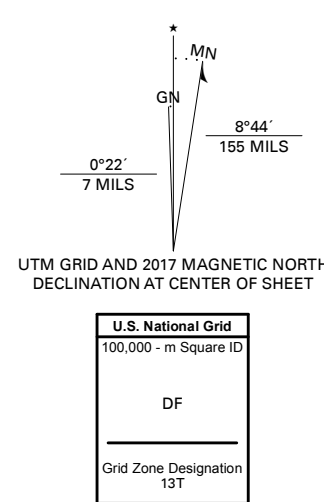 ★
MN
GN
8°44´
155 MILS
0°22´
7 MILS
UTM GRID AND 2017 MAGNETIC NORTH
DECLINATION AT CENTER OF SHEET
U.S. National Grid
100,000 - m Square ID
DF
Grid Zone Designation
13T